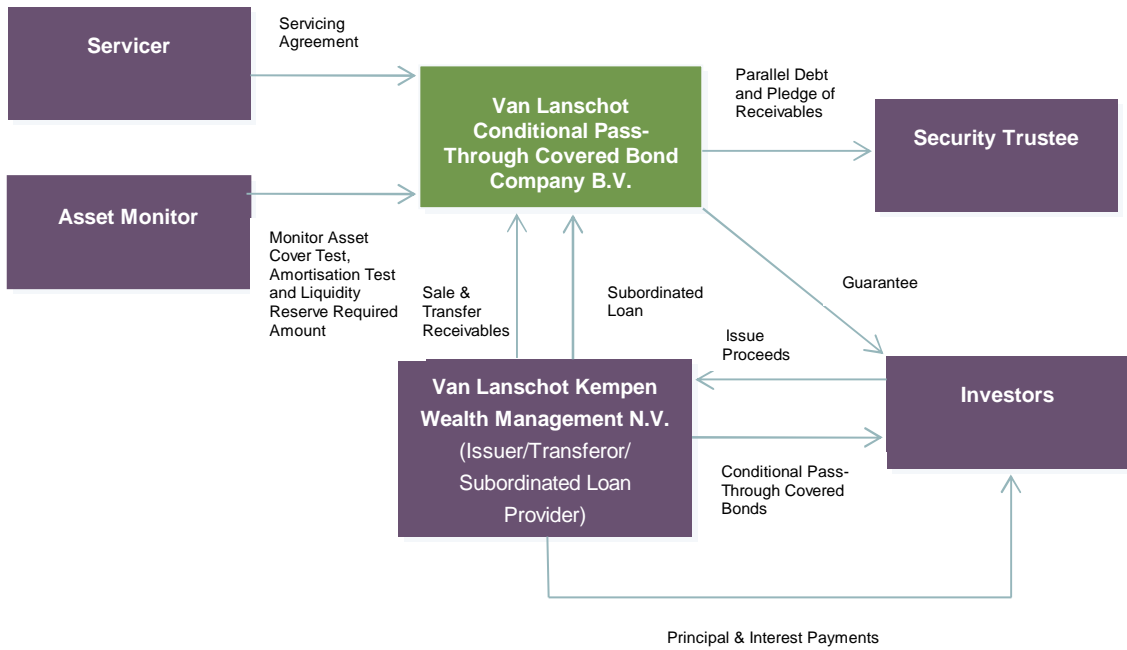 Servicer
Servicing
Agreement
Van Lanschot
Conditional Pass-
Through Covered Bond
Company B.V.
Parallel Debt
and Pledge of
Receivables
Security Trustee
Asset Monitor
Monitor Asset
Cover Test,
Amortisation Test
and Liquidity
Reserve Required
Amount
Sale &
Transfer
Receivables
Subordinated
Loan
Guarantee
Issue
Proceeds
Van Lanschot Kempen
Wealth Management N.V.
(Issuer/Transferor/
Subordinated Loan
Provider)
Investors
Conditional Pass-
Through Covered
Bonds
Principal & Interest Payments